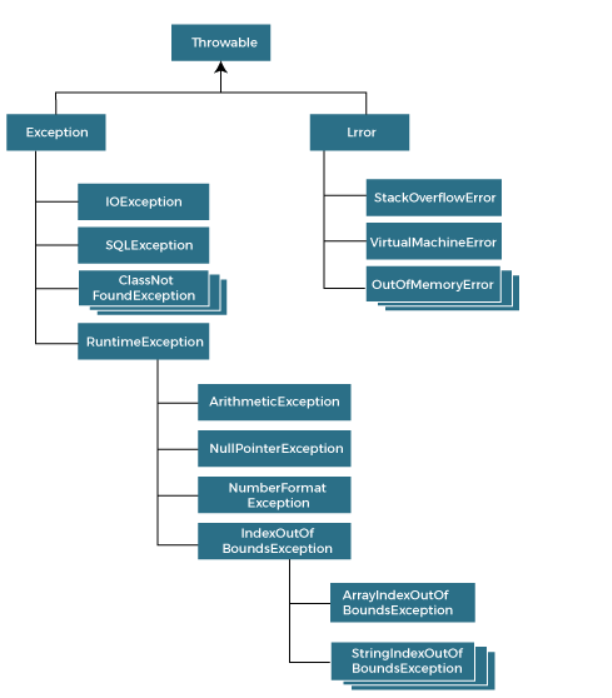 Throwable
Exception
Lrror
IOException
SQLException
ClassNot
FoundException
RuntimeException
StackOverflowError
VirtualMachineError
OutOfMemoryError
ArithmeticException
NullPointerException
NumberFormat
Exception
IndexOutOf
BoundsException
ArrayIndexOutOf
BoundsException
StringIndexOutOf
BoundsException